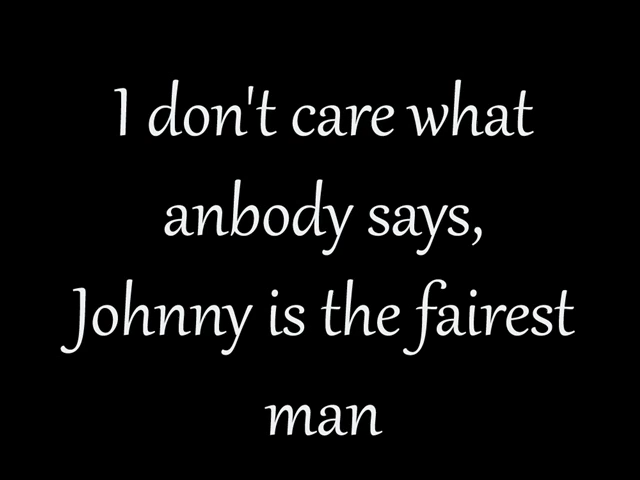 I don't care what
anbody says,
Johnny is the fairest
man